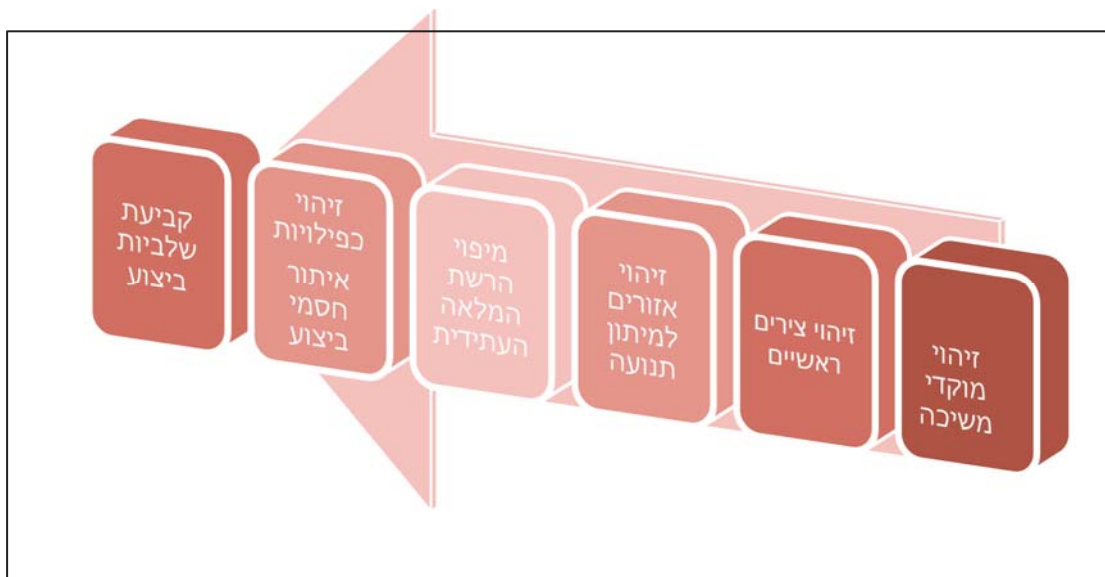 זיהוי
מוקדי
משיכה
זיהוי צירים
ראשיים
זיהוי
אזורים
למיתון
תנועה
מיפוי
הרשת
המלאה
העתידית
זיהוי
כפילויות
איתור
חסמי
ביצוע
קביעת
שלביות
ביצוע